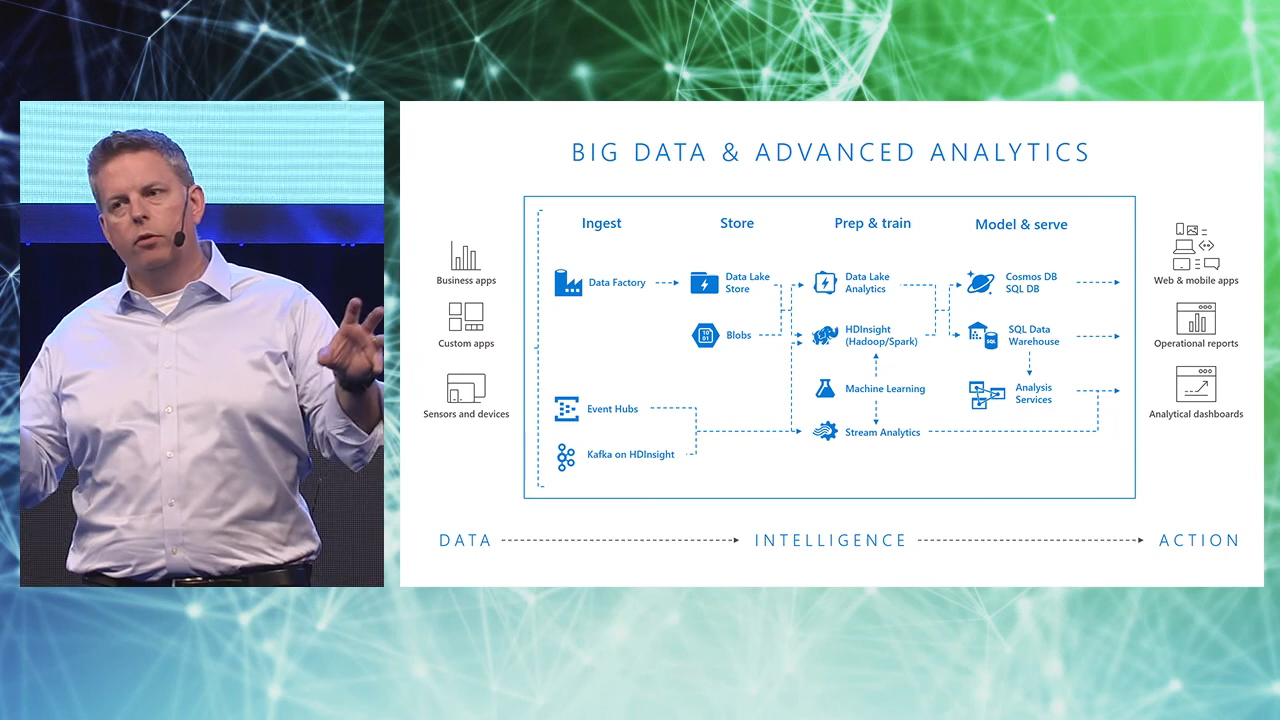 BIG DATA & ADVANCED ANALYTICS
Ingest
Store
Prep & train
Model & serve
Business apps
Custom apps
Sensors and devices
Data Factory
Event Hubs
Kafka on HDInsight
Data Lake
Store
Blobs
10
01
Data Lake
Analytics
HDInsight
(Hadoop/Spark)
Machine Learning
Stream Analytics
Cosmos DB
SQL DB
SQL Data
Warehouse
SQL
Analysis
Services
Web & mobile apps
Operational reports
Analytical dashboards
DATA
INTELLIGENCE
ACTION